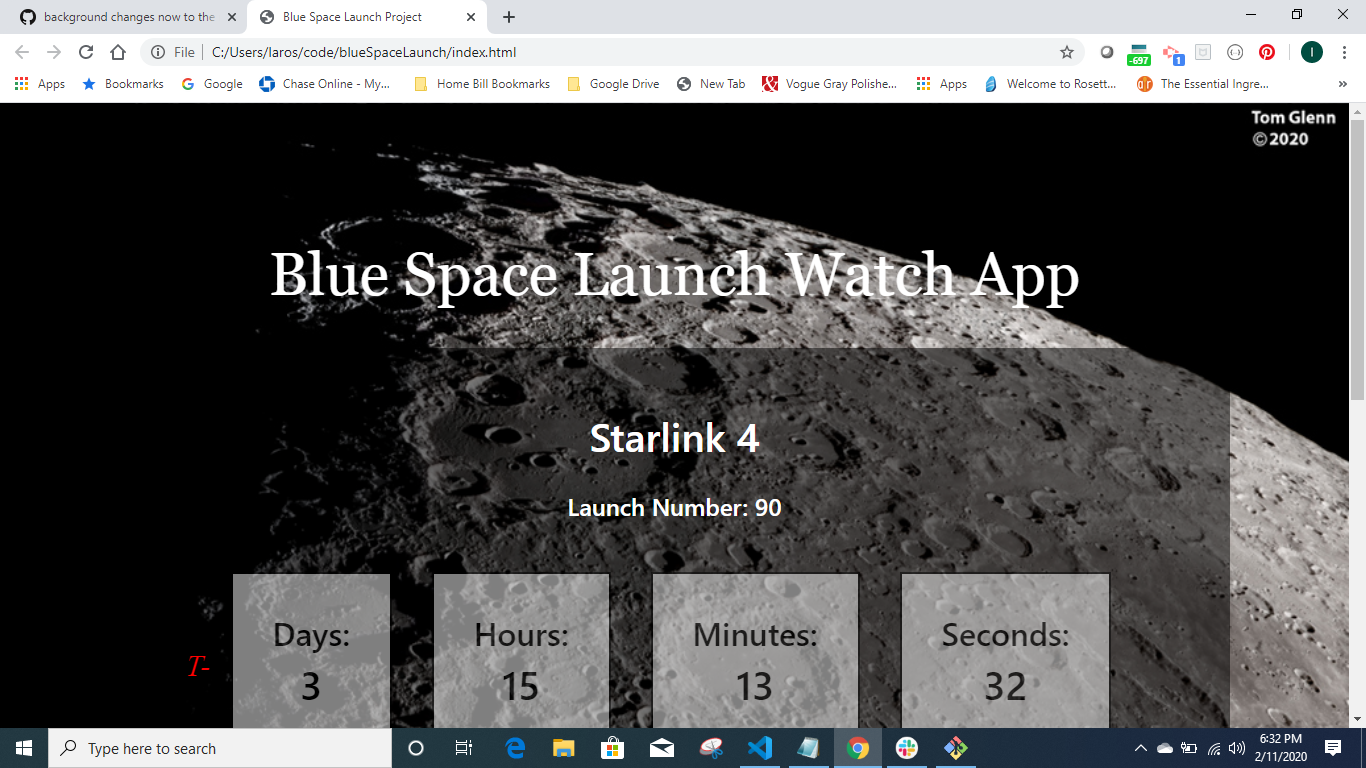 background changes now to the
Blue Space Launch Project
File
C:/Users/laros/code/blueSpaceLaunch/index.html
-697
1
I
Apps
Bookmarks
Google
Chase Online - My...
Home Bill Bookmarks
Google Drive
New Tab
Vogue Gray Polishe...
Apps
Welcome to Rosett...
The Essential Ingre...
Tom Glenn
© 2020
Blue Space Launch Watch App
Starlink 4
Launch Number: 90
T-
Days:
3
Hours:
15
Minutes:
13
Seconds:
32
Type here to search
6:32 PM
2/11/2020